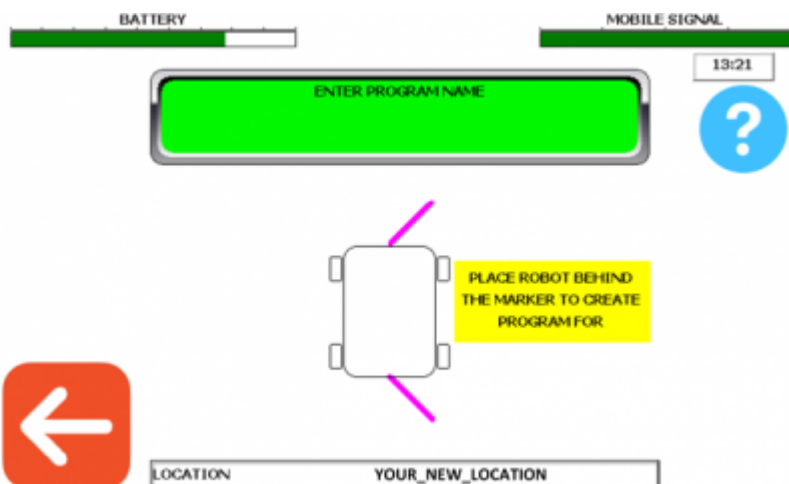 BATTERY
MOBILE SIGNAL
13:21
ENTER PROGRAM NAME
?
PLACE ROBOT BEHIND
THE MARKER TO CREATE
PROGRAM FOR
LOCATION YOUR_NEW_LOCATION